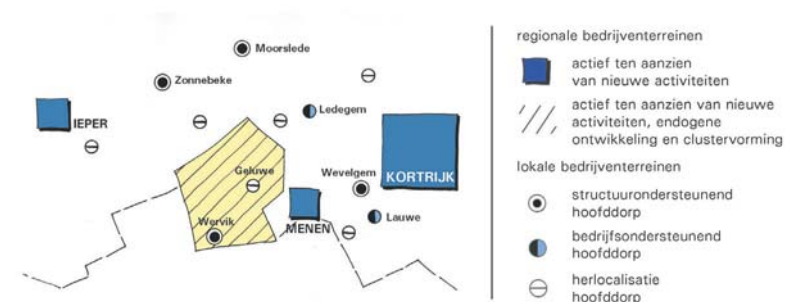 Moorslede
Zonnebeke
Ledegem
IEPER
Geluwe
Wevelgem
KORTRIJK
Wervik
MENEN
Lauwe
regionale bedrijventerreinen
actief ten aanzien
van nieuwe activiteiten
actief ten aanzien van nieuwe
activiteiten, endogene
ontwikkeling en clustervorming
lokale bedrijventerreinen
structuurondersteunend
hoofddorp
bedrijfsondersteunend
hoofddorp
herlocalisatie
hoofddorp